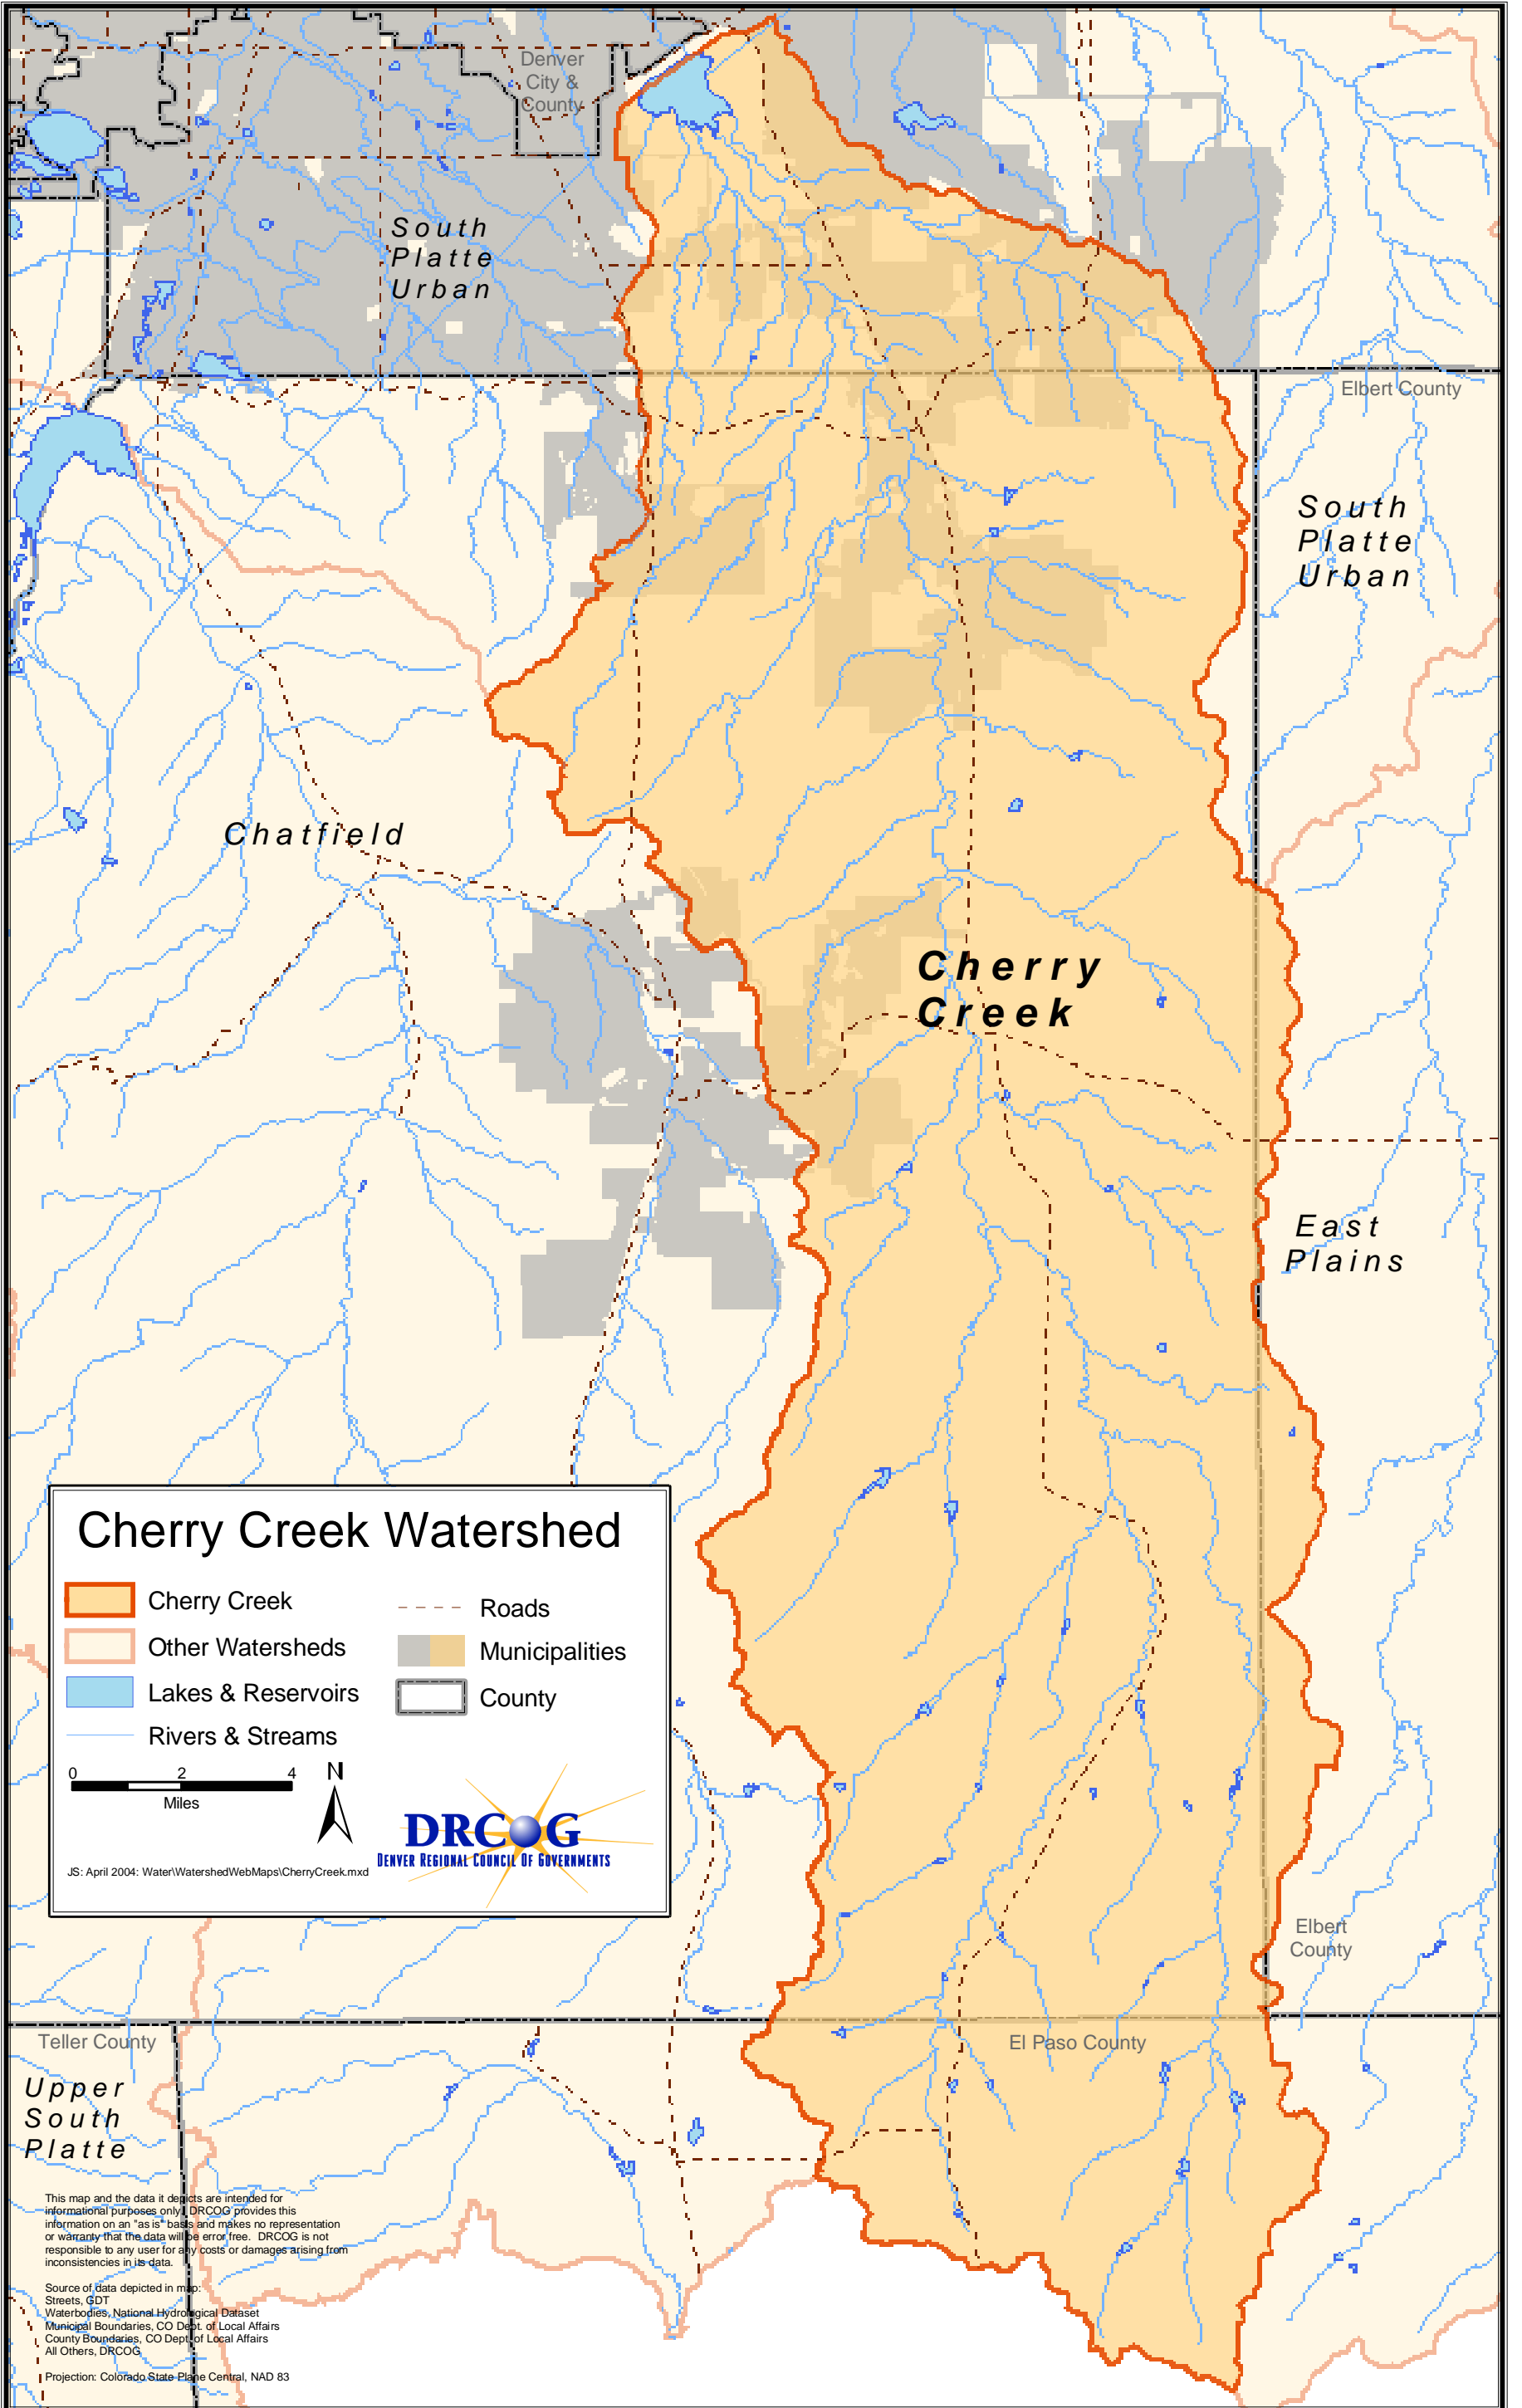 Denver
City &
County
South
Platte
Urban
Elbert County
South
Platte
Urban
Chatfield
Cherry
Creek
East
Plains
Cherry Creek Watershed
Cherry Creek
Other Watersheds
Lakes & Reservoirs
Rivers & Streams
Roads
Municipalities
County
0 2 4
Miles
N
DRCOG
DENVER REGIONAL COUNCIL OF GOVERNMENTS
JS: April 2004: Water\WatershedWebMaps\CherryCreek.mxd
Elbert
County
Teller County
El Paso County
Upper
South
Platte
This map and the data it depicts are intended for
informational purposes only. DRCOG provides this
information on an "as is" basis and makes no representation
or warranty that the data will be error free. DRCOG is not
responsible to any user for any costs or damages arising from
inconsistencies in its data.
Source of data depicted in map:
Streets, GDT
Waterbodies, National Hydrological Dataset
Municipal Boundaries, CO Dept. of Local Affairs
County Boundaries, CO Dept. of Local Affairs
All Others, DRCOG
Projection: Colorado State Plane Central, NAD 83